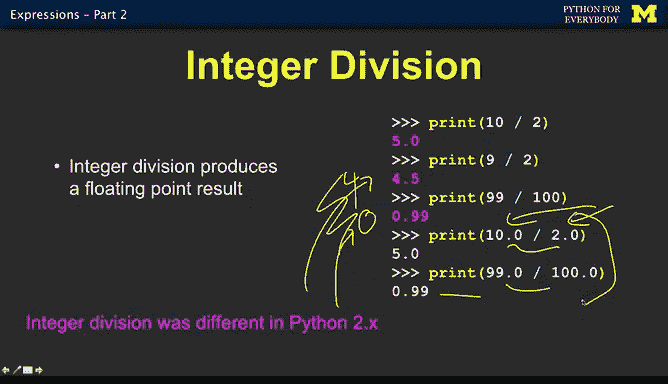 Expressions - Part 2
PYTHON FOR
EVERYBODY
M
Integer Division
• Integer division produces
a floating point result
>>> print(10 / 2)
5.0
>>> print(9 / 2)
4.5
>>> print(99 / 100)
0.99
>>> print(10.0 / 2.0)
5.0
>>> print(99.0 / 100.0)
0.99
Integer division was different in Python 2.x